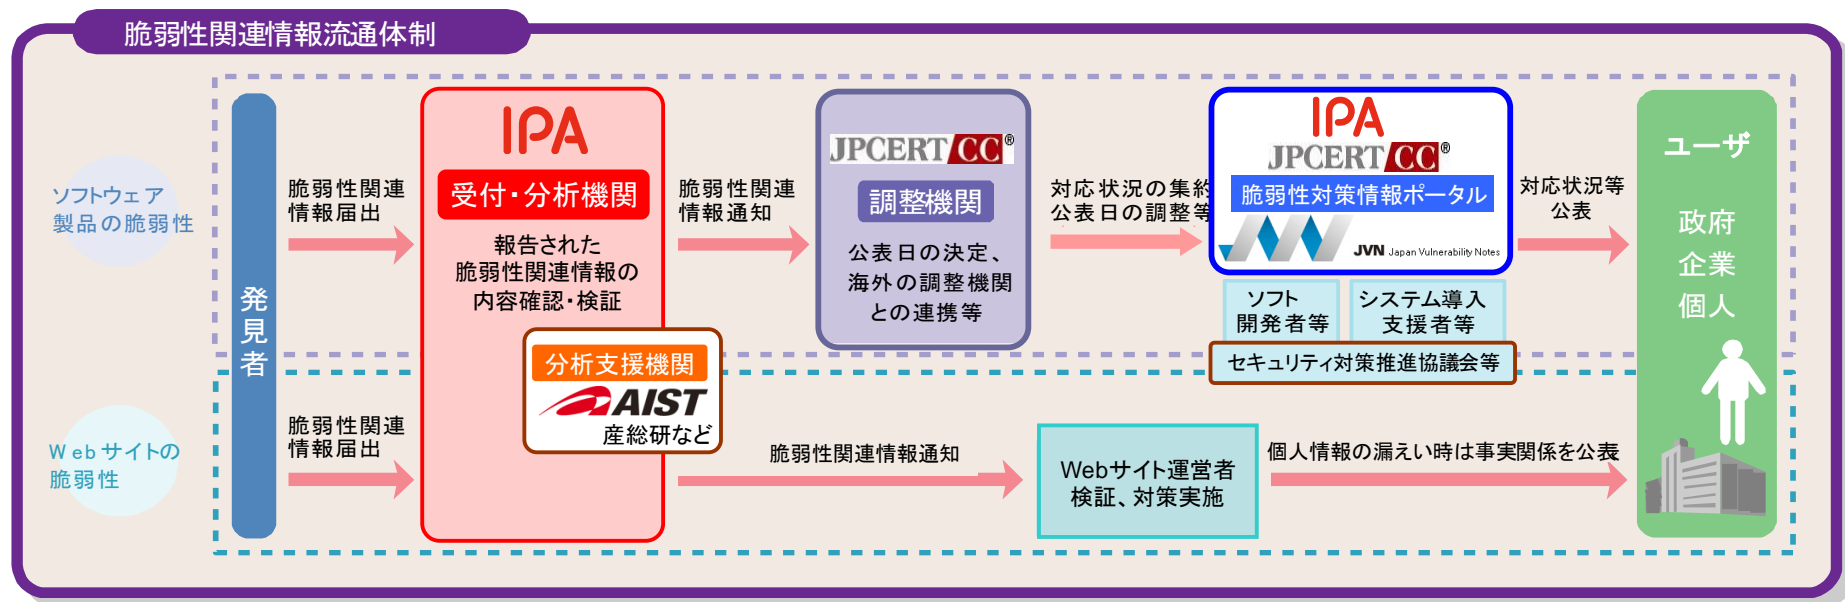 脆弱性関連情報流通体制
ソフトウェア
製品の脆弱性
Webサイトの
脆弱性
発見者
脆弱性関連
情報届出
脆弱性関連
情報届出
IPA
受付・分析機関
報告された
脆弱性関連情報の
内容確認・検証
分析支援機関
AIST
産総研など
脆弱性関連
情報通知
JPCERT CC®
調整機関
公表日の決定、
海外の調整機関
との連携等
対応状況の集約
公表日の調整等
IPA
JPCERT CC®
脆弱性対策情報ポータル
JVN Japan Vulnerability Notes
ソフト
開発者等
システム導入
支援者等
セキュリティ対策推進協議会等
対応状況等
公表
脆弱性関連情報通知
Webサイト運営者
検証、対策実施
個人情報の漏えい時は事実関係を公表
ユーザ
政府
企業
個人